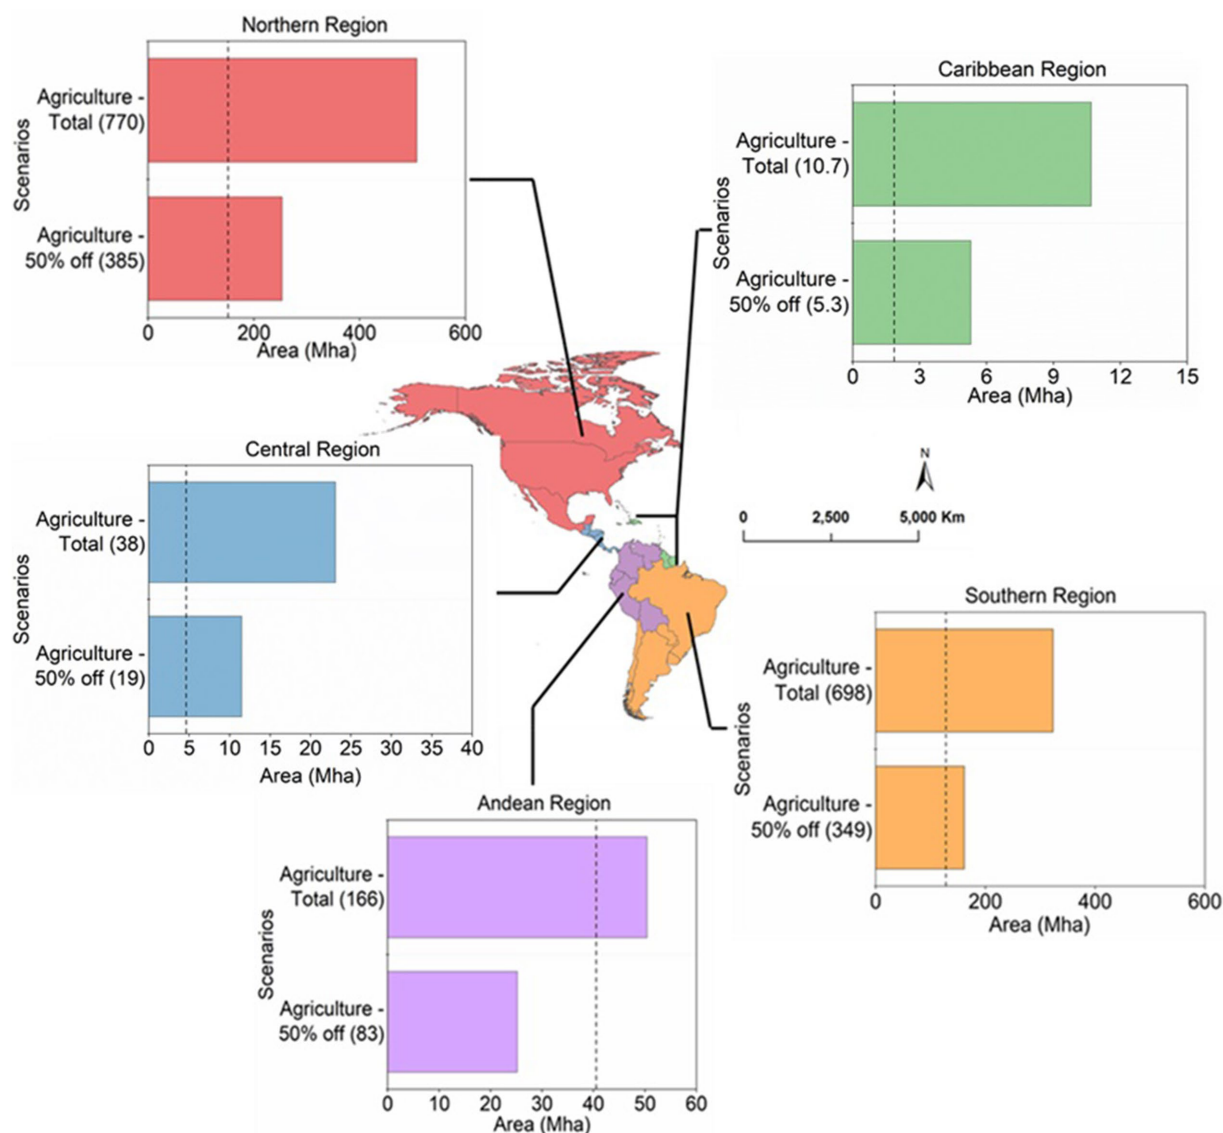 Northern Region
Scenarios
Agriculture -
Total (770)
Agriculture -
50% off (385)
0 200 400 600
Area (Mha)
Caribbean Region
Scenarios
Agriculture -
Total (10.7)
Agriculture -
50% off (5.3)
0 3 6 9 12 15
Area (Mha)
Central Region
Scenarios
Agriculture -
Total (38)
Agriculture -
50% off (19)
0 5 10 15 20 25 30 35 40
Area (Mha)
N
0 2,500 5,000 Km
Southern Region
Scenarios
Agriculture -
Total (698)
Agriculture -
50% off (349)
0 200 400 600
Area (Mha)
Andean Region
Scenarios
Agriculture -
Total (166)
Agriculture -
50% off (83)
0 10 20 30 40 50 60
Area (Mha)